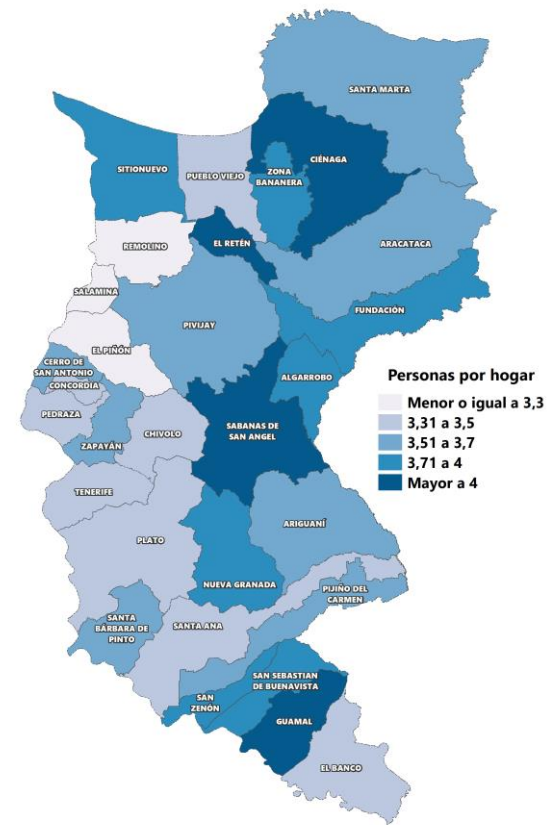 SANTA MARTA
CIÉNAGA
SITIONUEVO
PUEBLO VIEJO
ZONA
BANANERA
REMOLINO
EL RETÉN
ARACATACA
SALAMINA
FUNDACIÓN
PIVIJAY
EL PIÑÓN
CERRO DE
SAN ANTONIO
CONCORDIA
ALGARROBO
Personas por hogar
Menor o igual a 3,3
3,31 a 3,5
3,51 a 3,7
3,71 a 4
Mayor a 4
PEDRAZA
CHIVOLO
SABANAS DE
SAN ANGEL
ZAPAYÁN
TENERIFE
ARIGUANÍ
PLATO
NUEVA GRANADA
PIJIÑO DEL
CARMEN
SANTA
BÁRBARA DE
PINTO
SANTA ANA
SAN SEBASTIAN
DE BUENAVISTA
SAN
ZENÓN
GUAMAL
EL BANCO